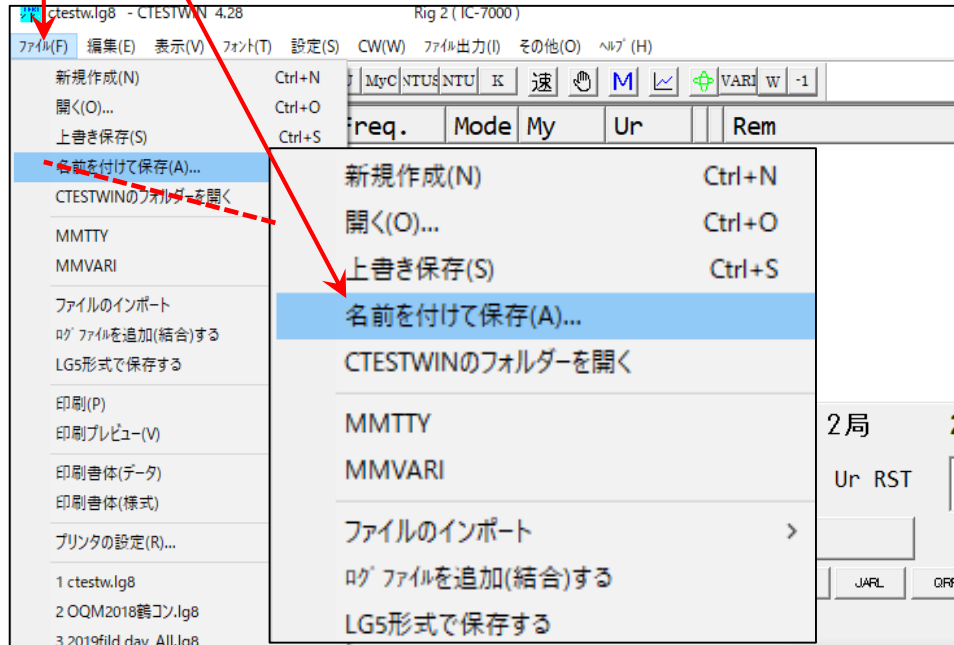 ctestw.lg8 - CTESTWIN 4.28 Rig 2 ( IC-7000 )
ﾌｧｲﾙ(F) 編集(E) 表示(V) ﾌｫﾝﾄ(T) 設定(S) CW(W) ﾌｧｲﾙ出力(I) その他(O) ﾍﾙﾌﾟ(H)
MyC NTUS NTU K 速 M VARI W -1
新規作成(N) Ctrl+N
開く(O)... Ctrl+O
上書き保存(S) Ctrl+S
名前を付けて保存(A)...
CTESTWINのフォルダーを開く
MMTTY
MMVARI
ファイルのインポート
ﾛｸﾞﾌｧｲﾙを追加(結合)する
LG5形式で保存する
印刷(P)
印刷プレビュー(V)
印刷書体(データ)
印刷書体(様式)
プリンタの設定(R)...
1 ctestw.lg8
2 OQM2018鶴コン.lg8
3 2019fild day_All.lg8
Freq. Mode My Ur Rem
新規作成(N) Ctrl+N
開く(O)... Ctrl+O
上書き保存(S) Ctrl+S
名前を付けて保存(A)...
CTESTWINのフォルダーを開く
MMTTY
MMVARI
ファイルのインポート >
ﾛｸﾞﾌｧｲﾙを追加(結合)する
LG5形式で保存する
2局
Ur RST
JARL